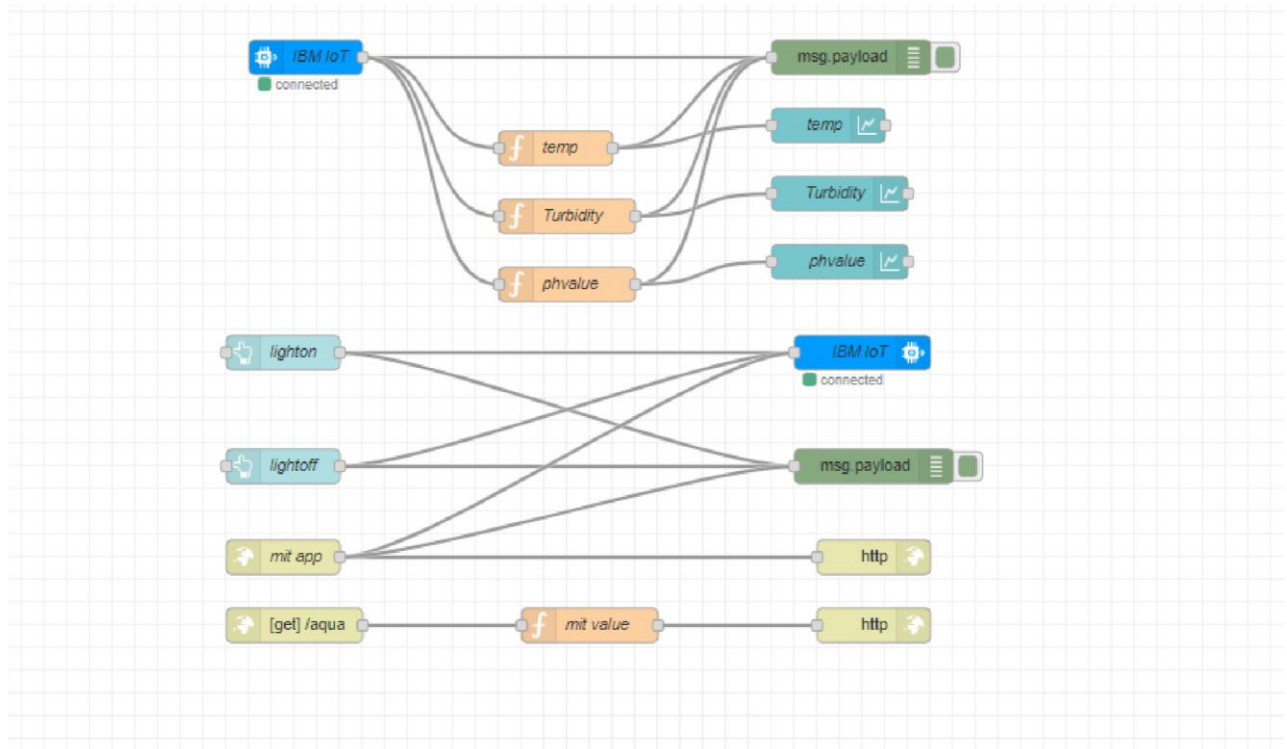 IBM IoT
msg.payload
connected
temp
temp
Turbidity
Turbidity
phvalue
phvalue
lighton
IBM IoT
connected
lightoff
msg.payload
mit app
http
[get] /aqua
mit value
http